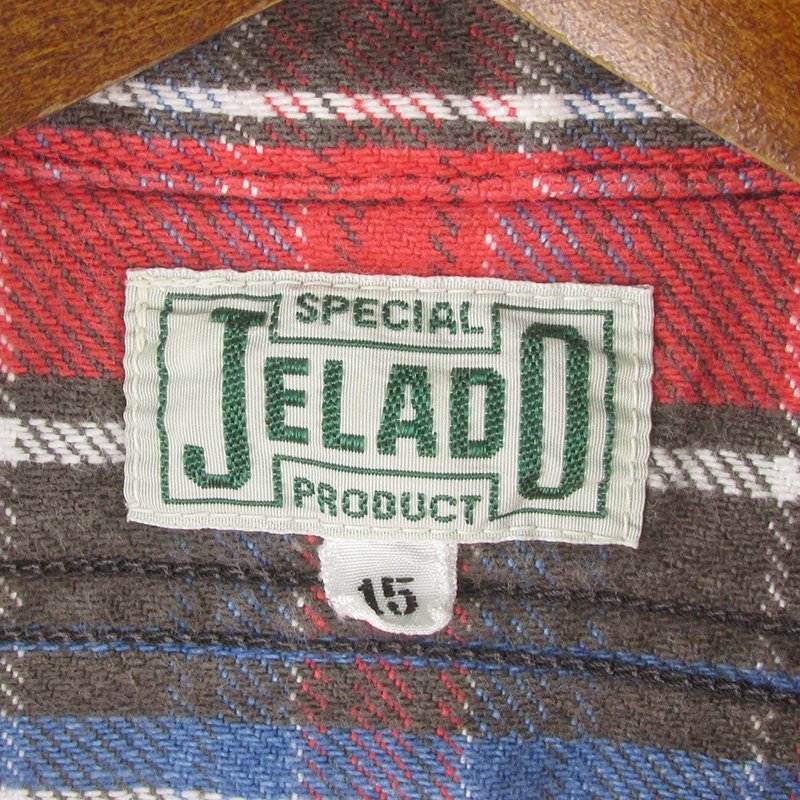 SPECIAL
JELADO
PRODUCT
15